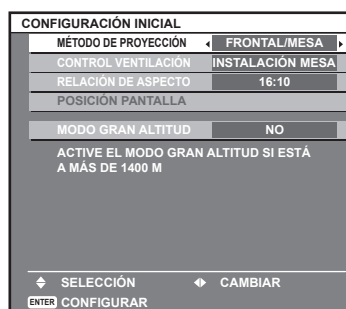 CONFIGURACIÓN INICIAL
MÉTODO DE PROYECCIÓN FRONTAL/MESA
CONTROL VENTILACIÓN INSTALACIÓN MESA
RELACIÓN DE ASPECTO 16:10
POSICIÓN PANTALLA
MODO GRAN ALTITUD NO
ACTIVE EL MODO GRAN ALTITUD SI ESTÁ
A MÁS DE 1400 M
SELECCIÓN CAMBIAR
ENTER CONFIGURAR